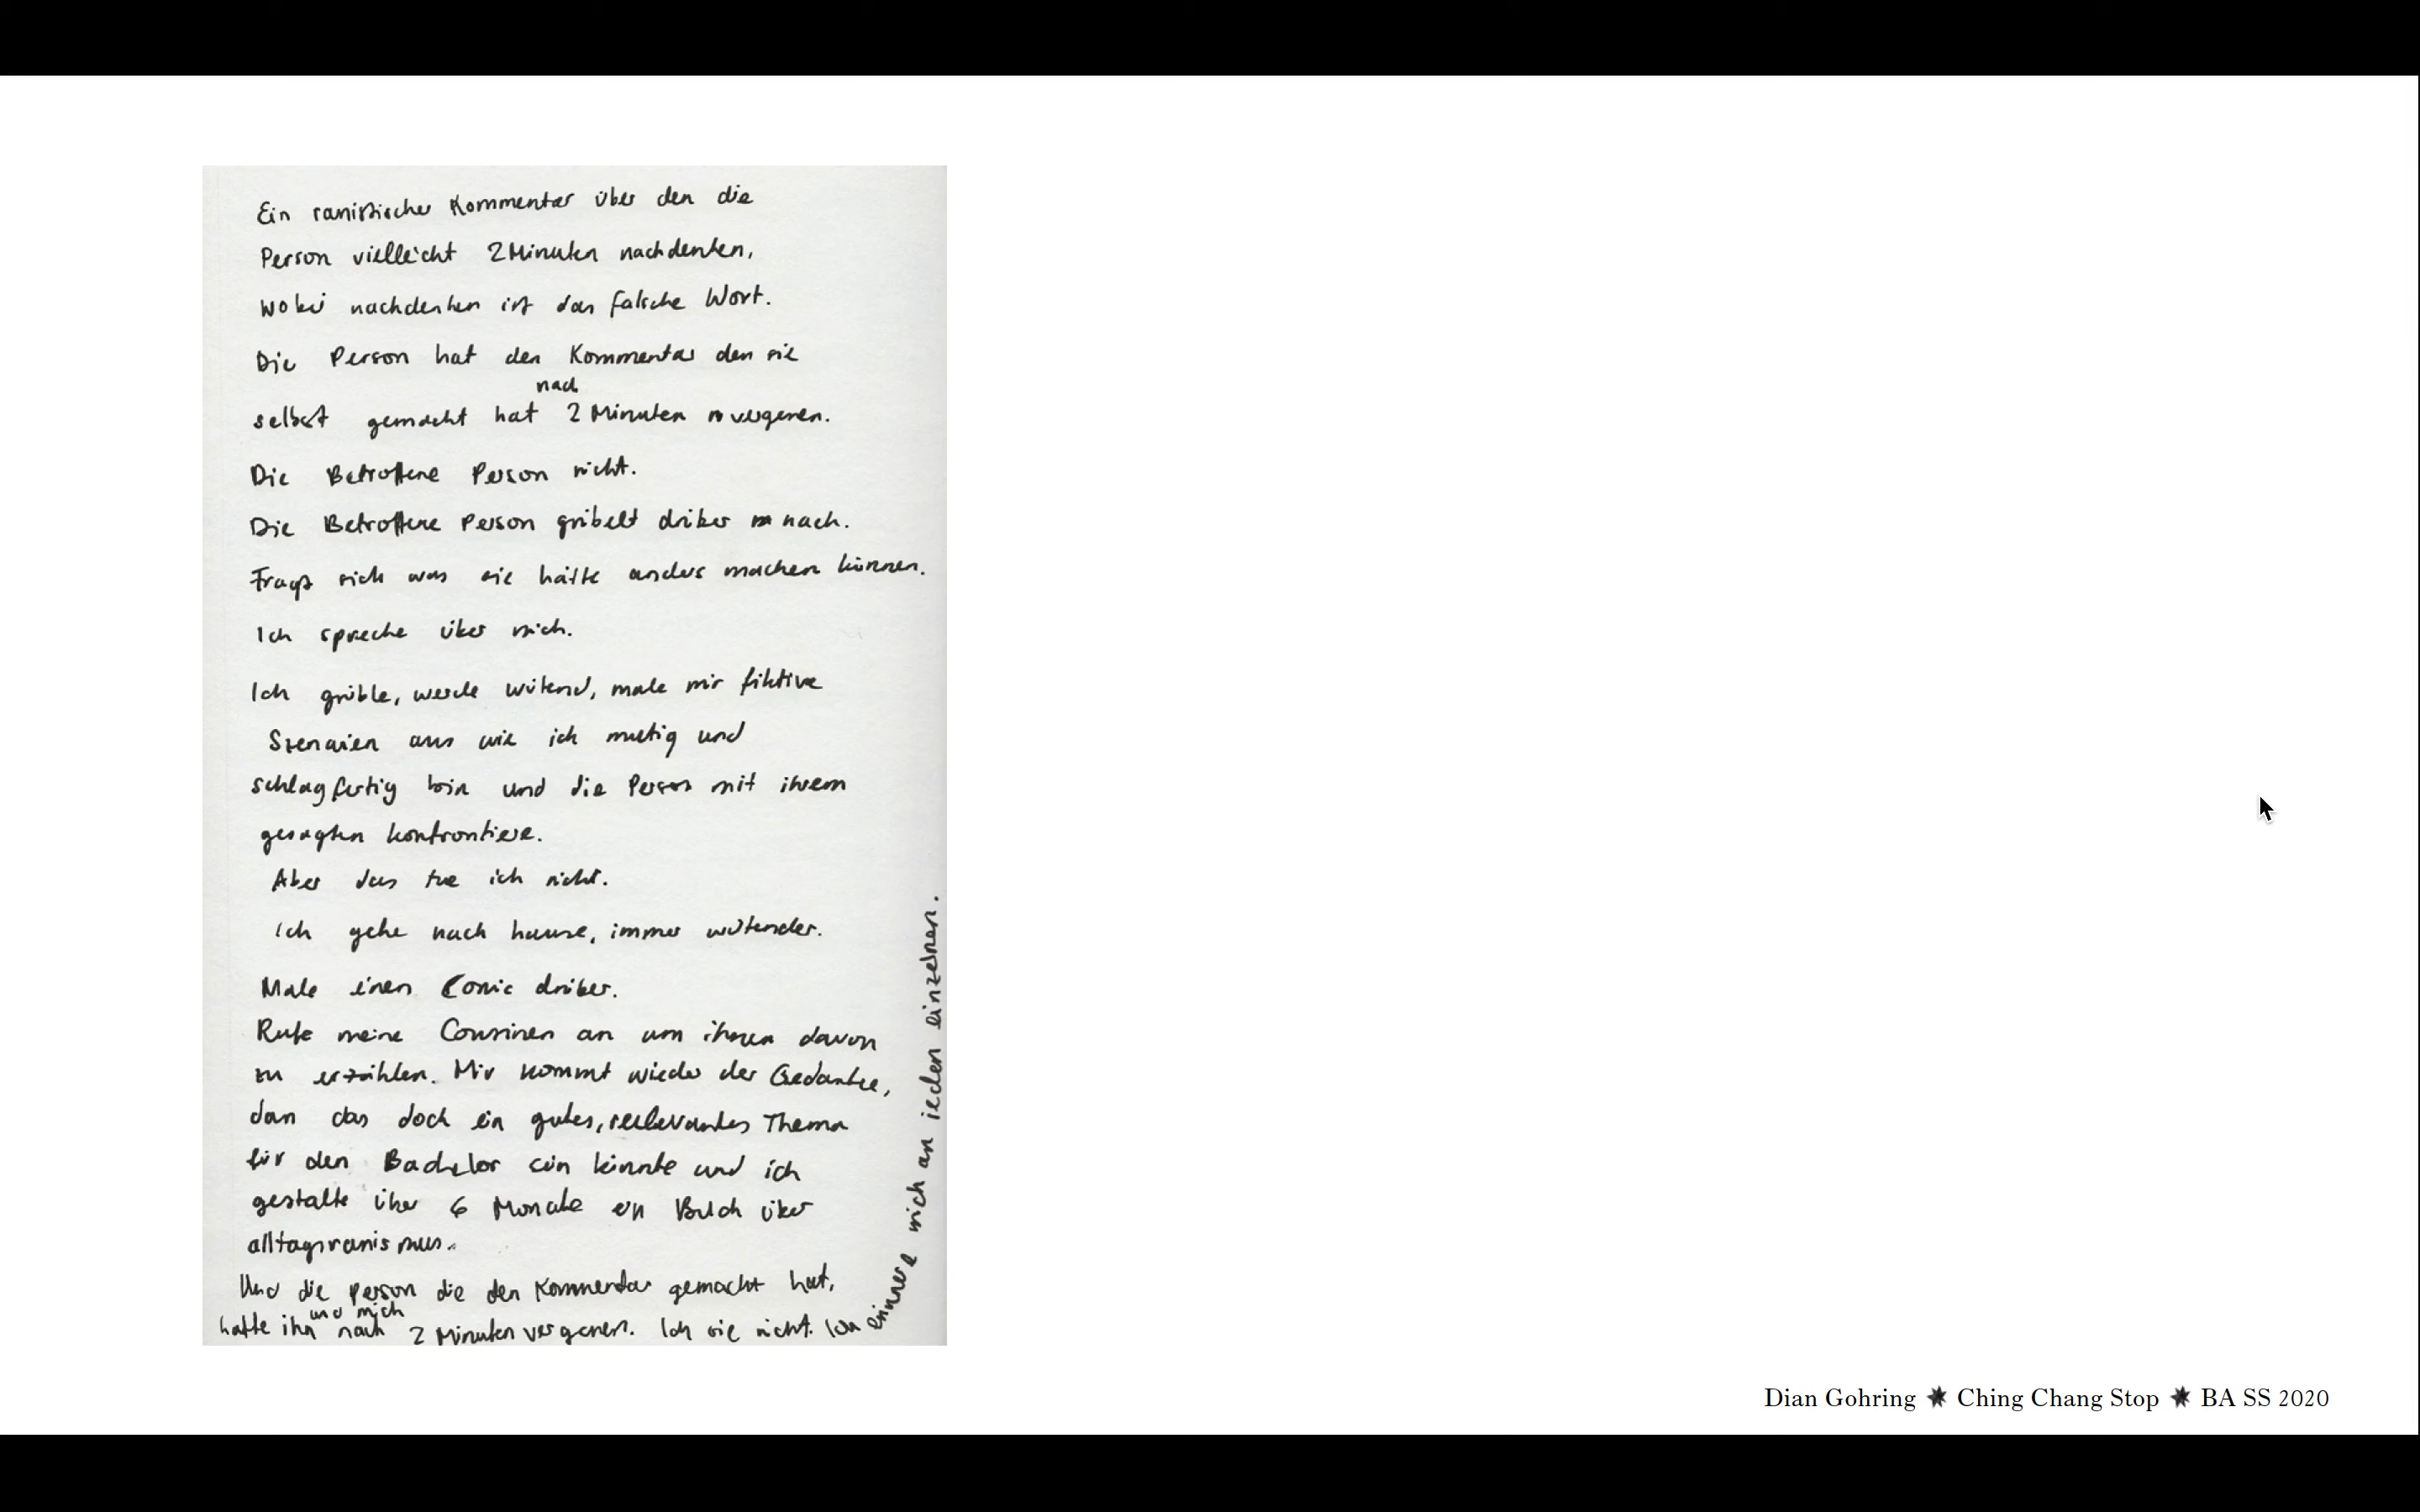 Ein rassistischer Kommentar über den die
Person vielleicht 2 Minuten nachdenken,
wobei nachdenken ist das falsche Wort.
Die Person hat den Kommentar den sie
selbst gemacht hat nach 2 Minuten vergessen.
Die Betroffene Person nicht.
Die Betroffene Person grübelt drüber nach.
Fragt sich was sie hätte anders machen können.
Ich spreche über mich.
Ich grüble, werde wütend, male mir fiktive
Szenarien aus wie ich mutig und
schlagfertig bin und die Person mit ihrem
gesagten konfrontiere.
Aber das tue ich nicht.
Ich gehe nach hause, immer wütender.
Male einen Comic drüber.
Rufe meine Cousinen an um ihnen davon
zu erzählen. Mir kommt wieder der Gedanke,
dass das doch ein gutes, relevantes Thema
für den Bachelor sein könnte und ich
gestalte über 6 Monate ein Buch über
alltagsrassismus.
Und die Person die den Kommentar gemacht hat,
hatte ihn und mich nach 2 Minuten vergessen. Ich sie nicht. Ich erinnere mich an jeden einzelnen.
Dian Gohring ✷ Ching Chang Stop ✷ BA SS 2020